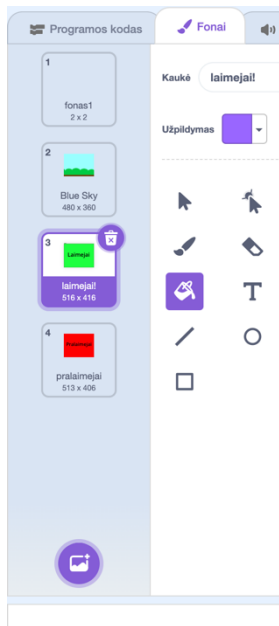 Programos kodas
Fonai
1
fonas1
2 x 2
2
Blue Sky
480 x 360
3
Laimejai
laimejai!
516 x 416
4
pralaimejai
513 x 406
Kaukė
laimejai!
Užpildymas
T